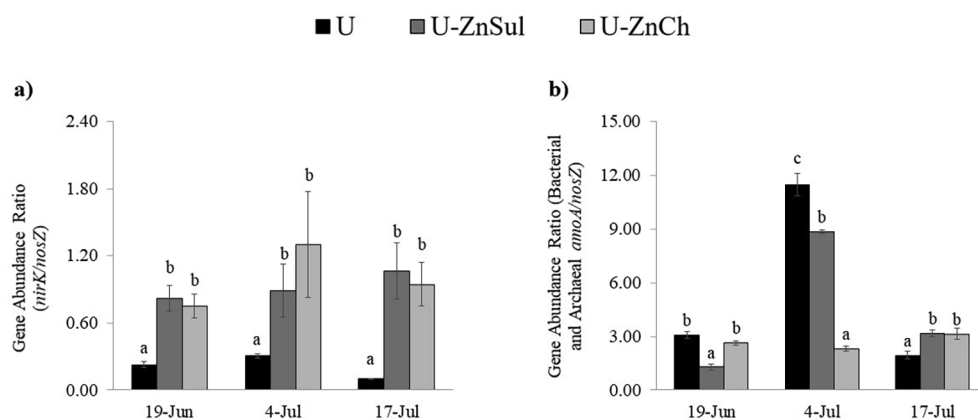 U U-ZnSul U-ZnCh
a)
Gene Abundance Ratio
(nirK/nosZ)
2.40
1.80
1.20
0.60
0.00
a b b
a b b
a b b
19-Jun 4-Jul 17-Jul
b)
Gene Abundance Ratio (Bacterial
and Archaeal amoA/nosZ)
15.00
12.00
9.00
6.00
3.00
0.00
b a b
c b a
a b b
19-Jun 4-Jul 17-Jul